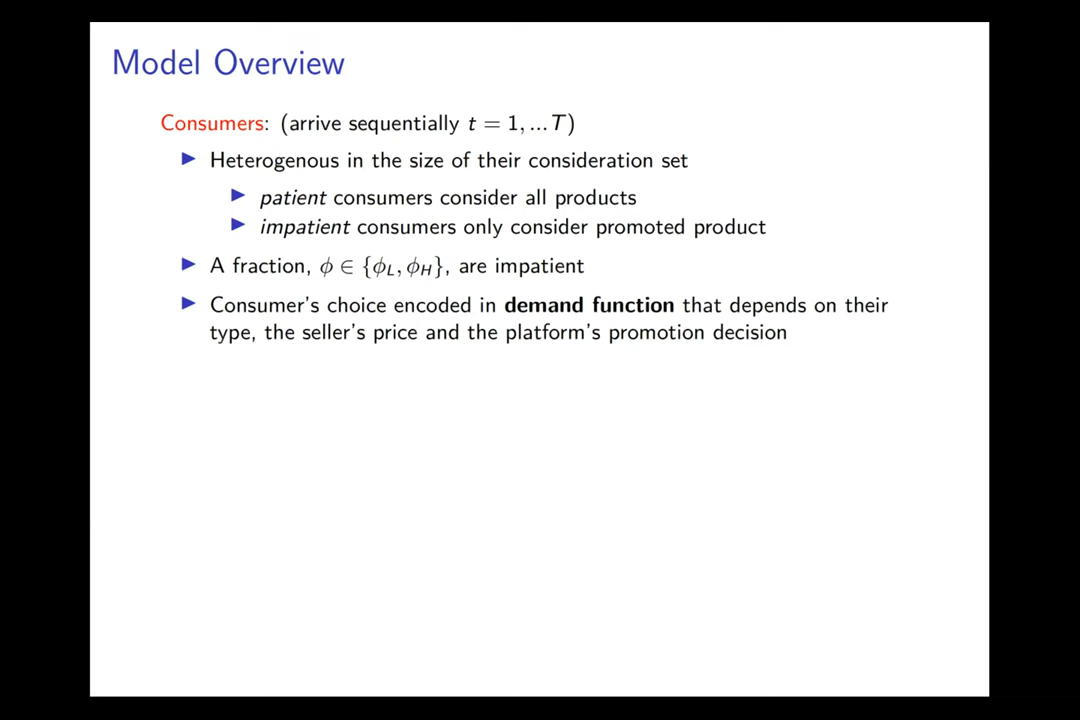 Model Overview
Consumers: (arrive sequentially t = 1, ...T)
▶ Heterogenous in the size of their consideration set
▶ patient consumers consider all products
▶ impatient consumers only consider promoted product
▶ A fraction, ϕ ∈ {ϕL, ϕH}, are impatient
▶ Consumer's choice encoded in demand function that depends on their
type, the seller's price and the platform's promotion decision